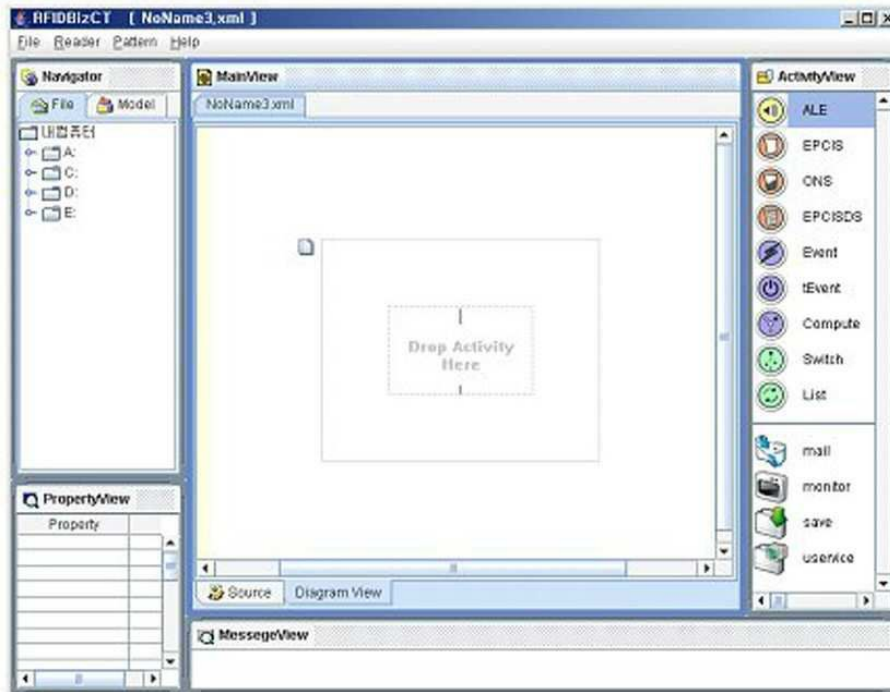 RFIDBizCT [ NoName3.xml ]
File Reader Pattern Help
Navigator
File Model
내컴퓨터
A:
C:
D:
E:
PropertyView
Property
MainView
NoName3.xml
Drop Activity
Here
Source Diagram View
MessegeView
ActivityView
ALE
EPCIS
ONS
EPCISDS
Event
tEvent
Compute
Switch
List
mail
monitor
save
uservice